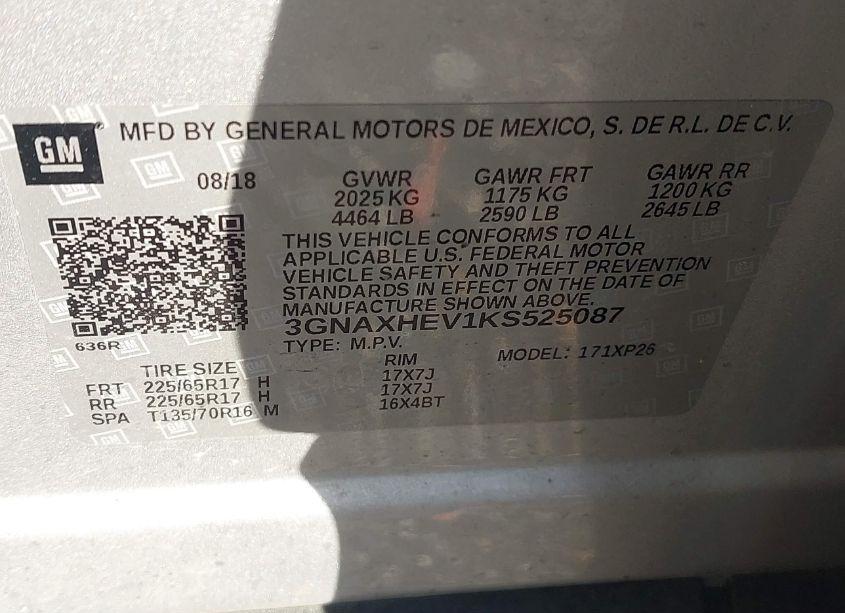 GM
MFD BY GENERAL MOTORS DE MEXICO, S. DE R.L. DE C.V.
08/18 GVWR GAWR FRT GAWR RR
2025 KG 1175 KG 1200 KG
4464 LB 2590 LB 2645 LB
THIS VEHICLE CONFORMS TO ALL
APPLICABLE U.S. FEDERAL MOTOR
VEHICLE SAFETY AND THEFT PREVENTION
STANDARDS IN EFFECT ON THE DATE OF
MANUFACTURE SHOWN ABOVE.
3GNAXHEV1KS525087
636R
TYPE: M.P.V. MODEL: 171XP26
TIRE SIZE RIM
FRT 225/65R17 H 17X7J
RR 225/65R17 H 17X7J
SPA T135/70R16 M 16X4BT